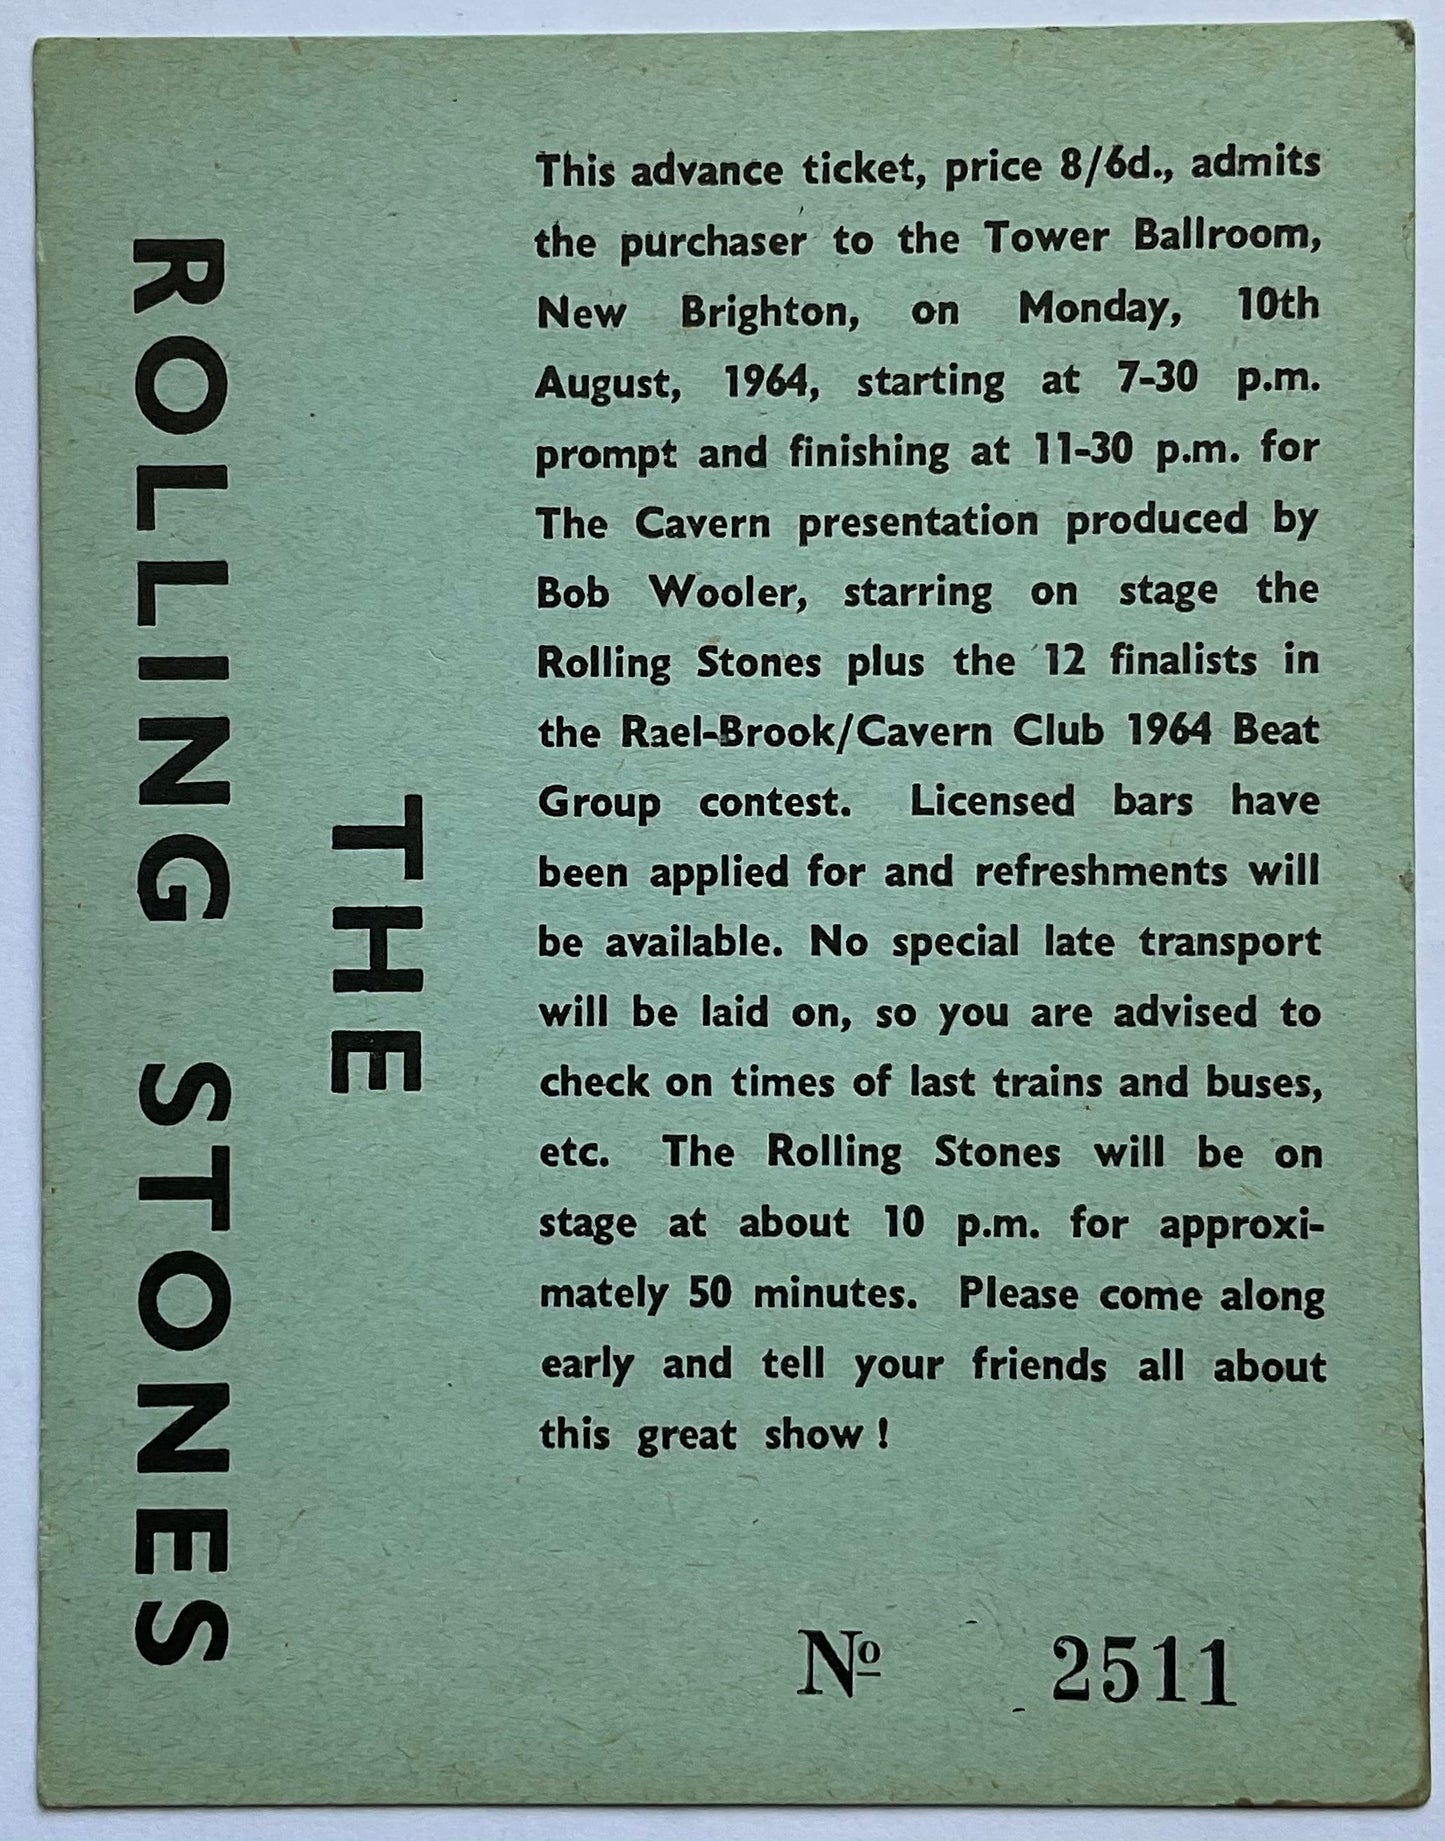 THE
ROLLING STONES
This advance ticket, price 8/6d., admits
the purchaser to the Tower Ballroom,
New Brighton, on Monday, 10th
August, 1964, starting at 7-30 p.m.
prompt and finishing at 11-30 p.m. for
The Cavern presentation produced by
Bob Wooler, starring on stage the
Rolling Stones plus the 12 finalists in
the Rael-Brook/Cavern Club 1964 Beat
Group contest. Licensed bars have
been applied for and refreshments will
be available. No special late transport
will be laid on, so you are advised to
check on times of last trains and buses,
etc. The Rolling Stones will be on
stage at about 10 p.m. for approxi-
mately 50 minutes. Please come along
early and tell your friends all about
this great show !
Nº 2511